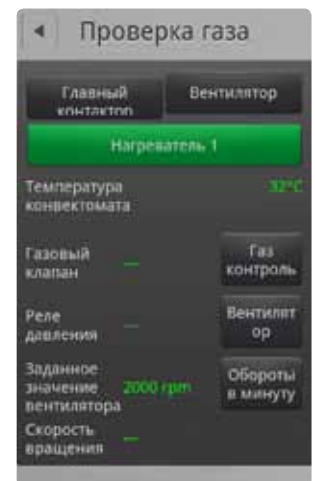 Проверка газа
Главный
контактор
Вентилятор
Нагреватель 1
Температура
конвектомата
32°C
Газовый
клапан
—
Газ
контроль
Реле
давления
—
Вентилят
ор
Заданное
значение
вентилятора
2000 rpm
Обороты
в минуту
Скорость
вращения
—